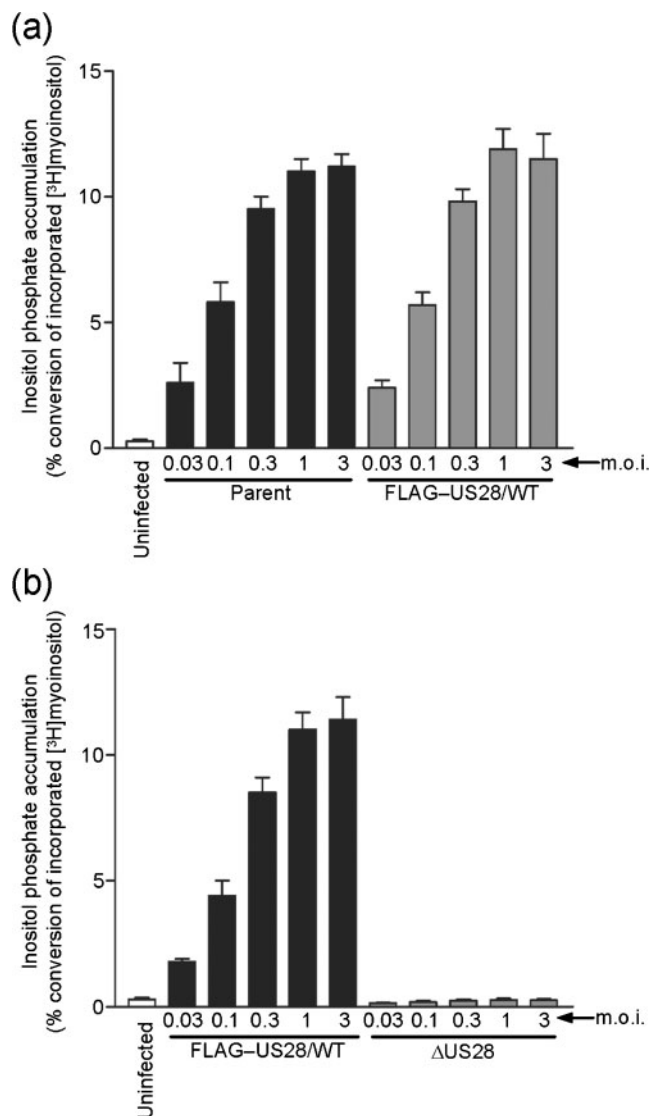 (a)
Inositol phosphate accumulation
(% conversion of incorporated [³H]myoinositol)
15
10
5
0
0.03 0.1 0.3 1 3 0.03 0.1 0.3 1 3 m.o.i.
Uninfected
Parent FLAG–US28/WT
(b)
Inositol phosphate accumulation
(% conversion of incorporated [³H]myoinositol)
15
10
5
0
0.03 0.1 0.3 1 3 0.03 0.1 0.3 1 3 m.o.i.
Uninfected
FLAG–US28/WT ΔUS28